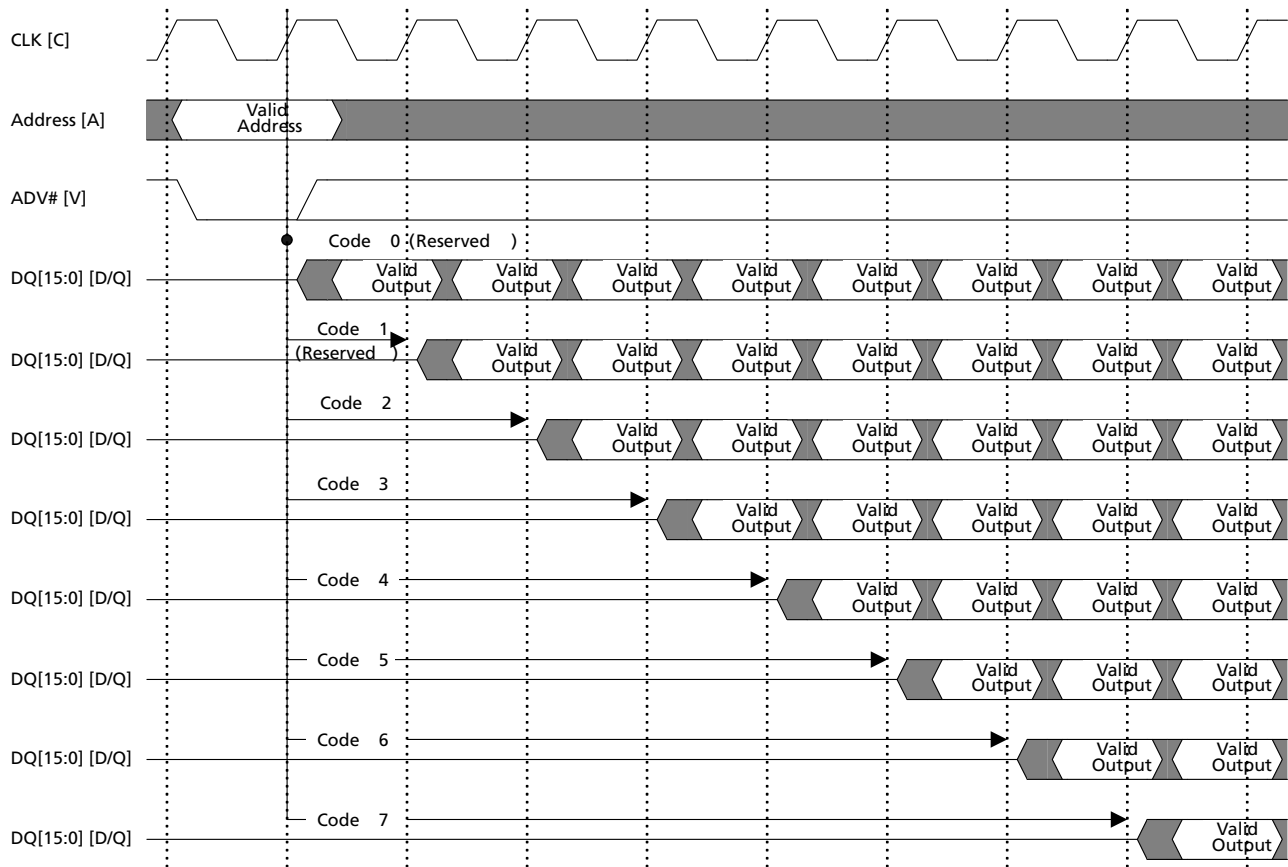 CLK [C]
Address [A]
Valid
Address
ADV# [V]
Code 0 (Reserved )
DQ[15:0] [D/Q]
Valid Valid Valid Valid Valid Valid Valid Valid
Output Output Output Output Output Output Output Output
Code 1
(Reserved )
DQ[15:0] [D/Q]
Valid Valid Valid Valid Valid Valid Valid
Output Output Output Output Output Output Output
Code 2
DQ[15:0] [D/Q]
Valid Valid Valid Valid Valid Valid
Output Output Output Output Output Output
Code 3
DQ[15:0] [D/Q]
Valid Valid Valid Valid Valid
Output Output Output Output Output
Code 4
DQ[15:0] [D/Q]
Valid Valid Valid Valid
Output Output Output Output
Code 5
DQ[15:0] [D/Q]
Valid Valid Valid
Output Output Output
Code 6
DQ[15:0] [D/Q]
Valid Valid
Output Output
Code 7
DQ[15:0] [D/Q]
Valid
Output